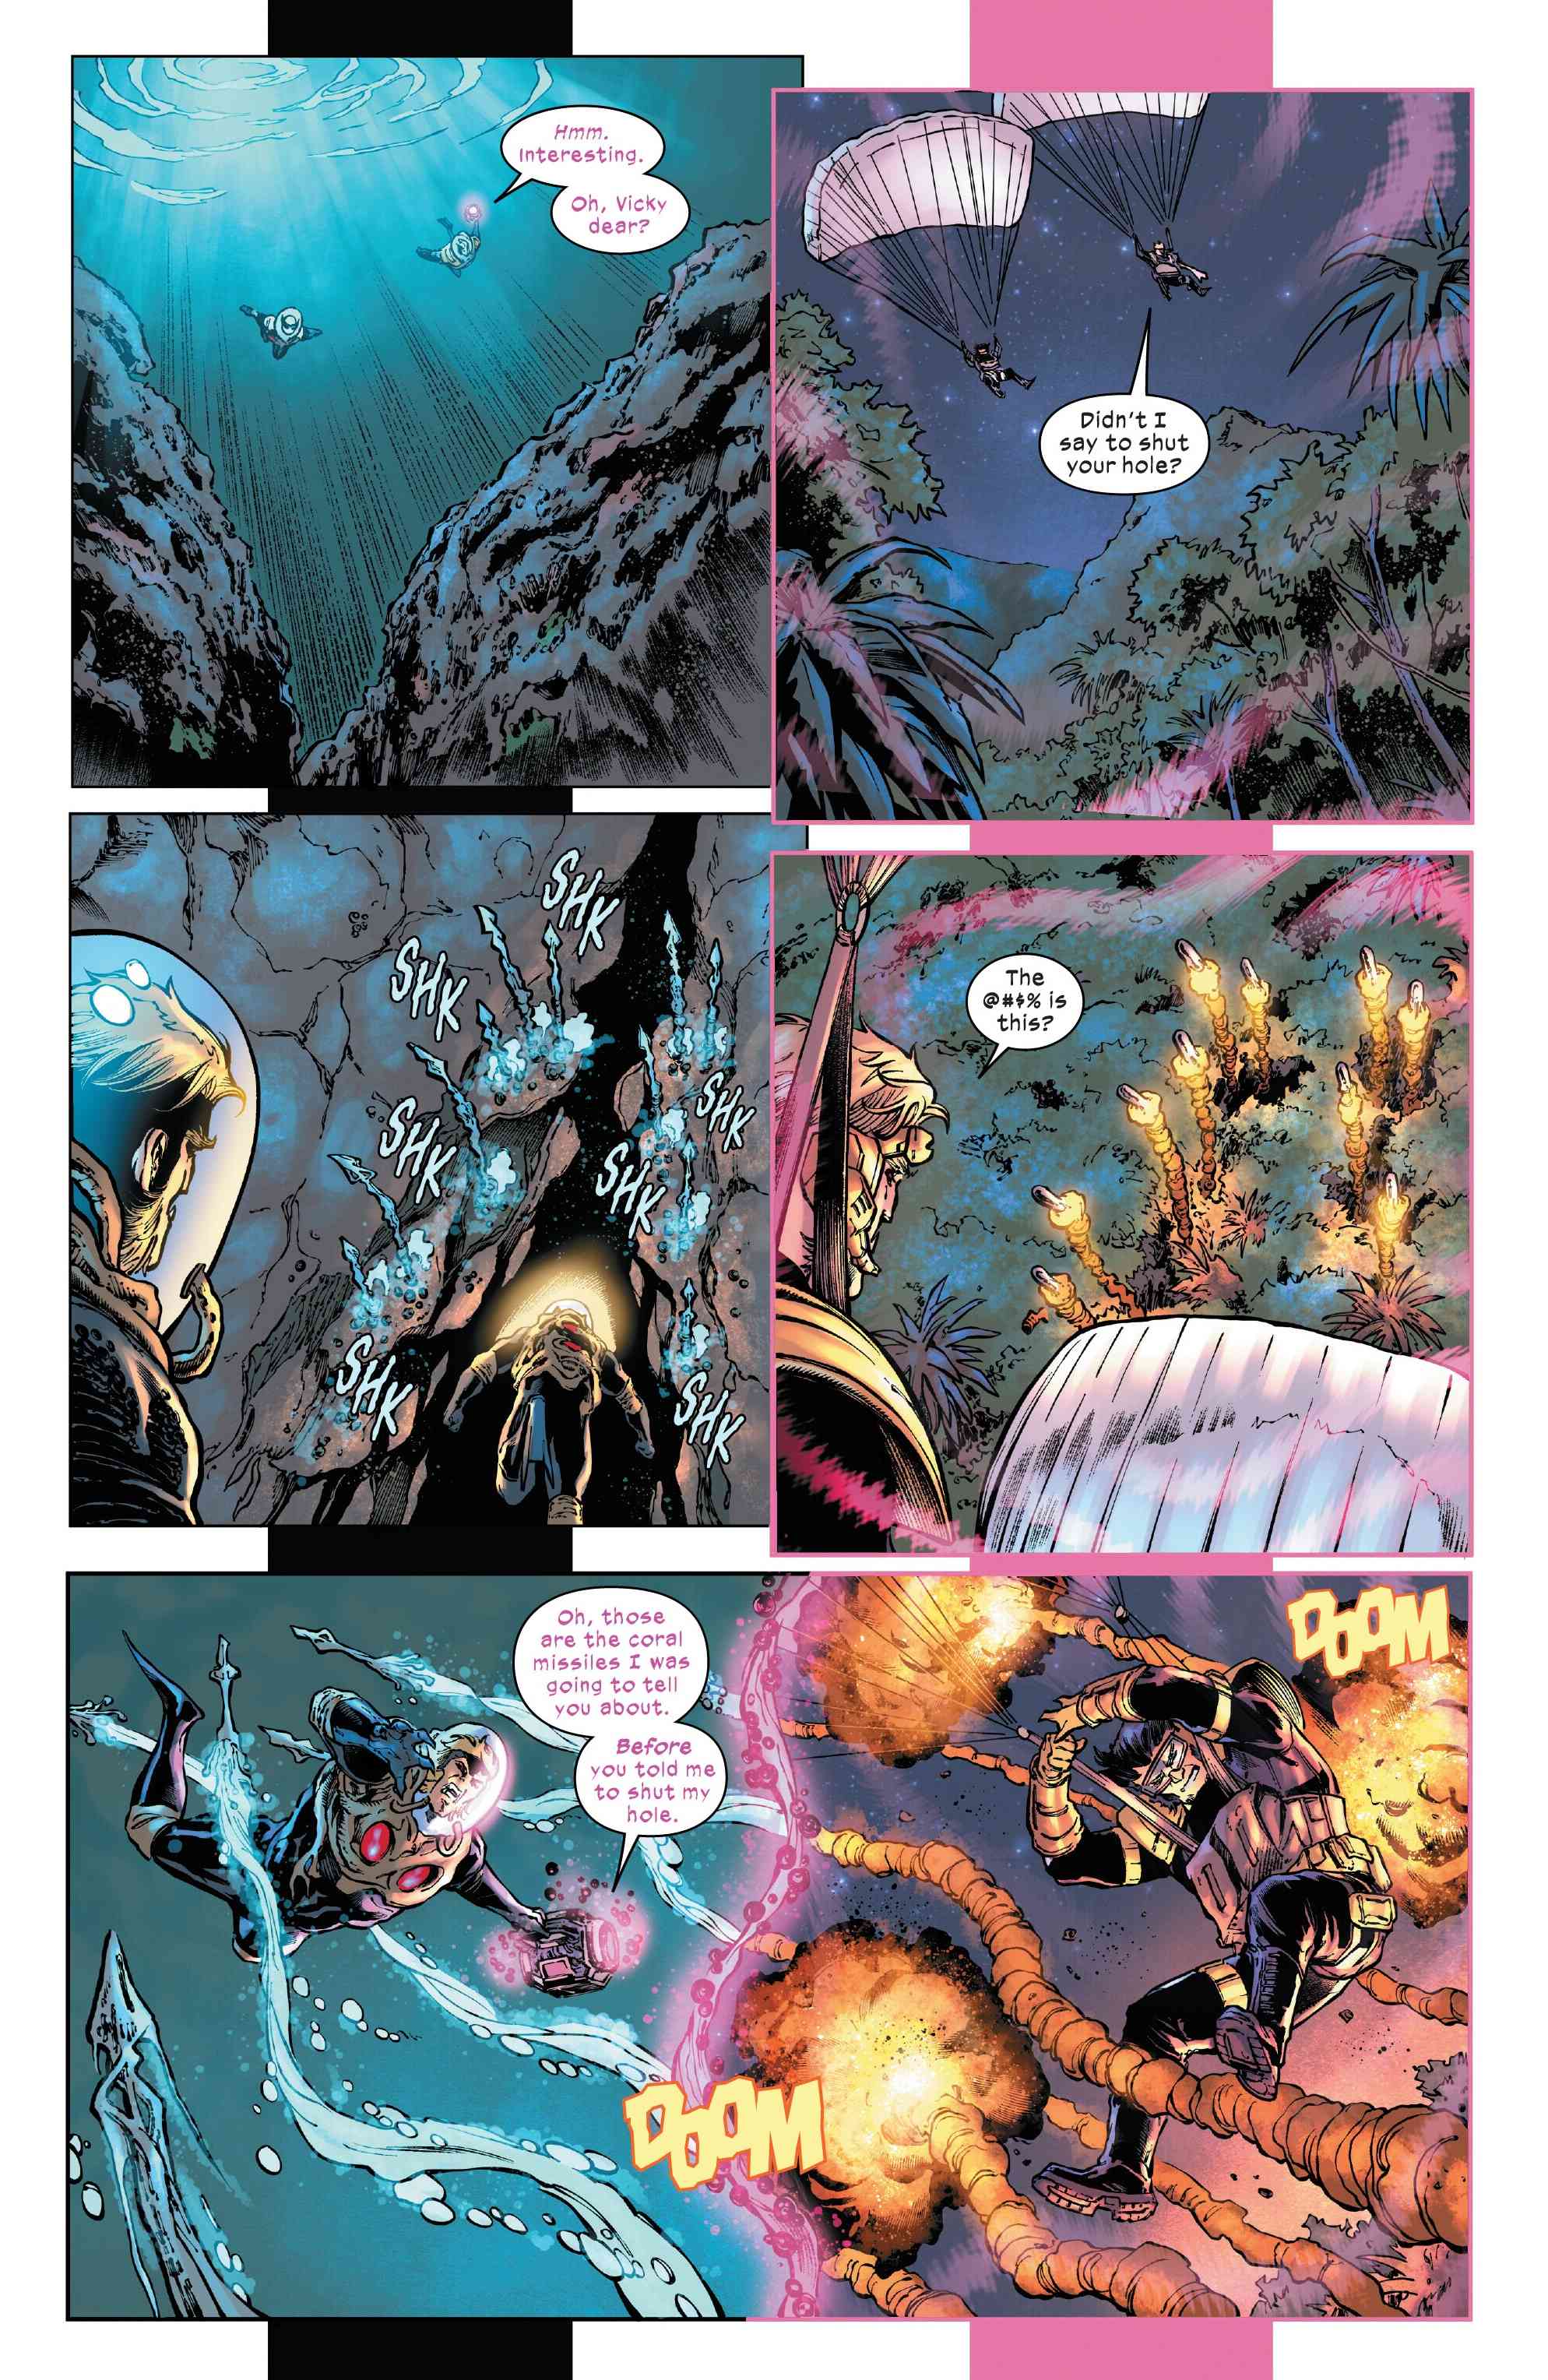 Hmm.
Interesting.
Oh, Vicky
dear?
Didn't I
say to shut
your hole?
SHK
SHK
SHK
SHK
SHK
SHK
SHK
SHK
The
@#$% is
this?
Oh, those
are the coral
missiles I was
going to tell
you about.
Before
you told me
to shut my
hole.
DOOM
DOOM